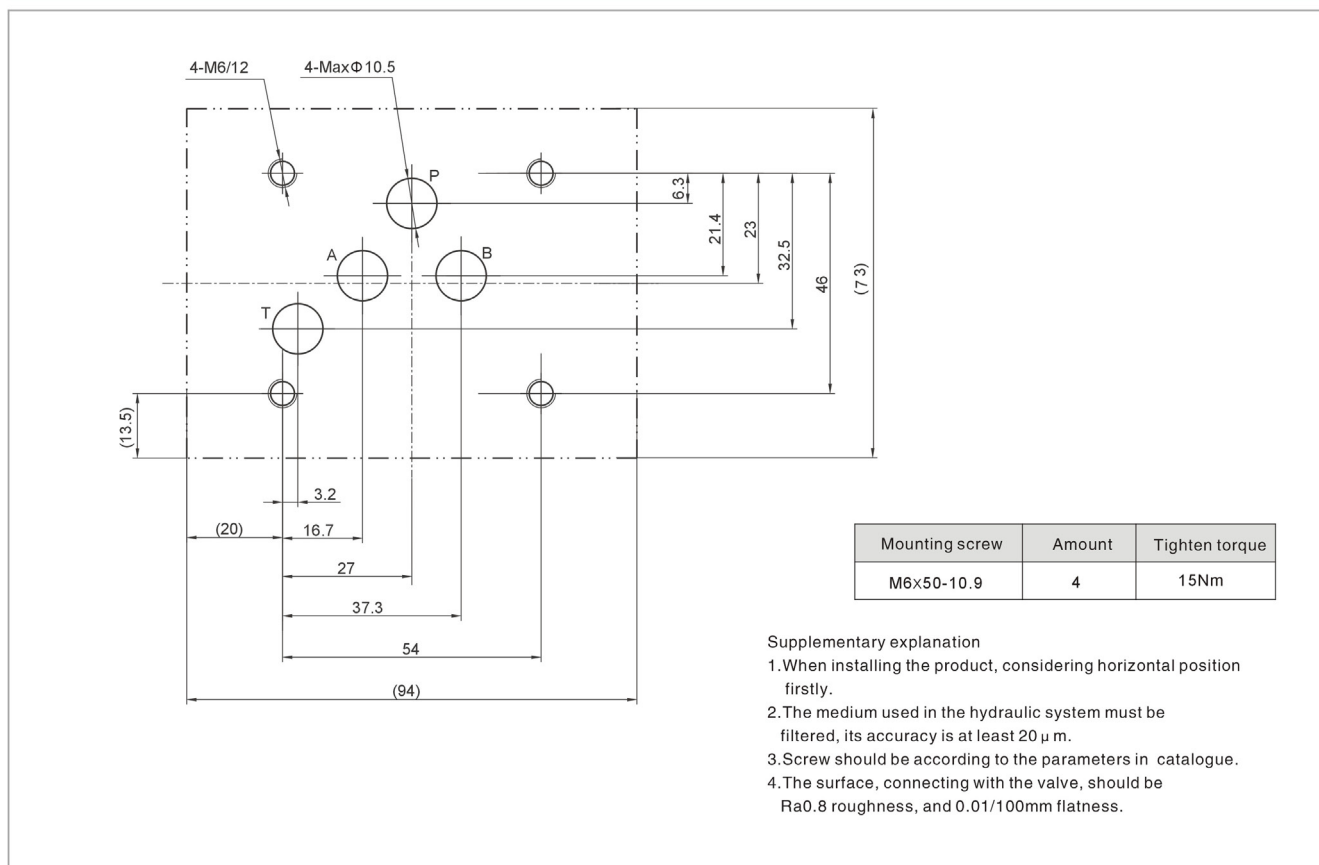 4-M6/12
4-MaxΦ10.5
P
A
B
T
6.3
21.4
23
32.5
46
(73)
(13.5)
3.2
(20)
16.7
27
37.3
54
(94)
Mounting screw Amount Tighten torque
M6X50-10.9 4 15Nm
Supplementary explanation
1.When installing the product, considering horizontal position
firstly.
2.The medium used in the hydraulic system must be
filtered, its accuracy is at least 20μm.
3.Screw should be according to the parameters in catalogue.
4.The surface, connecting with the valve, should be
Ra0.8 roughness, and 0.01/100mm flatness.